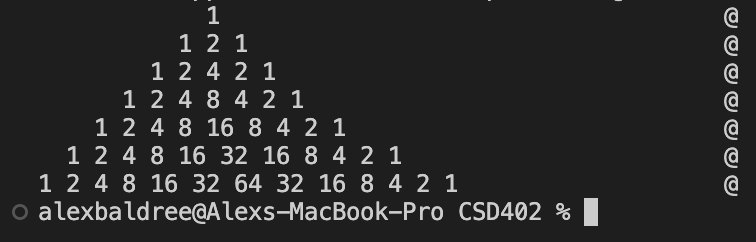 1 @
1 2 1 @
1 2 4 2 1 @
1 2 4 8 4 2 1 @
1 2 4 8 16 8 4 2 1 @
1 2 4 8 16 32 16 8 4 2 1 @
1 2 4 8 16 32 64 32 16 8 4 2 1 @
alexbaldree@Alexs-MacBook-Pro CSD402 %